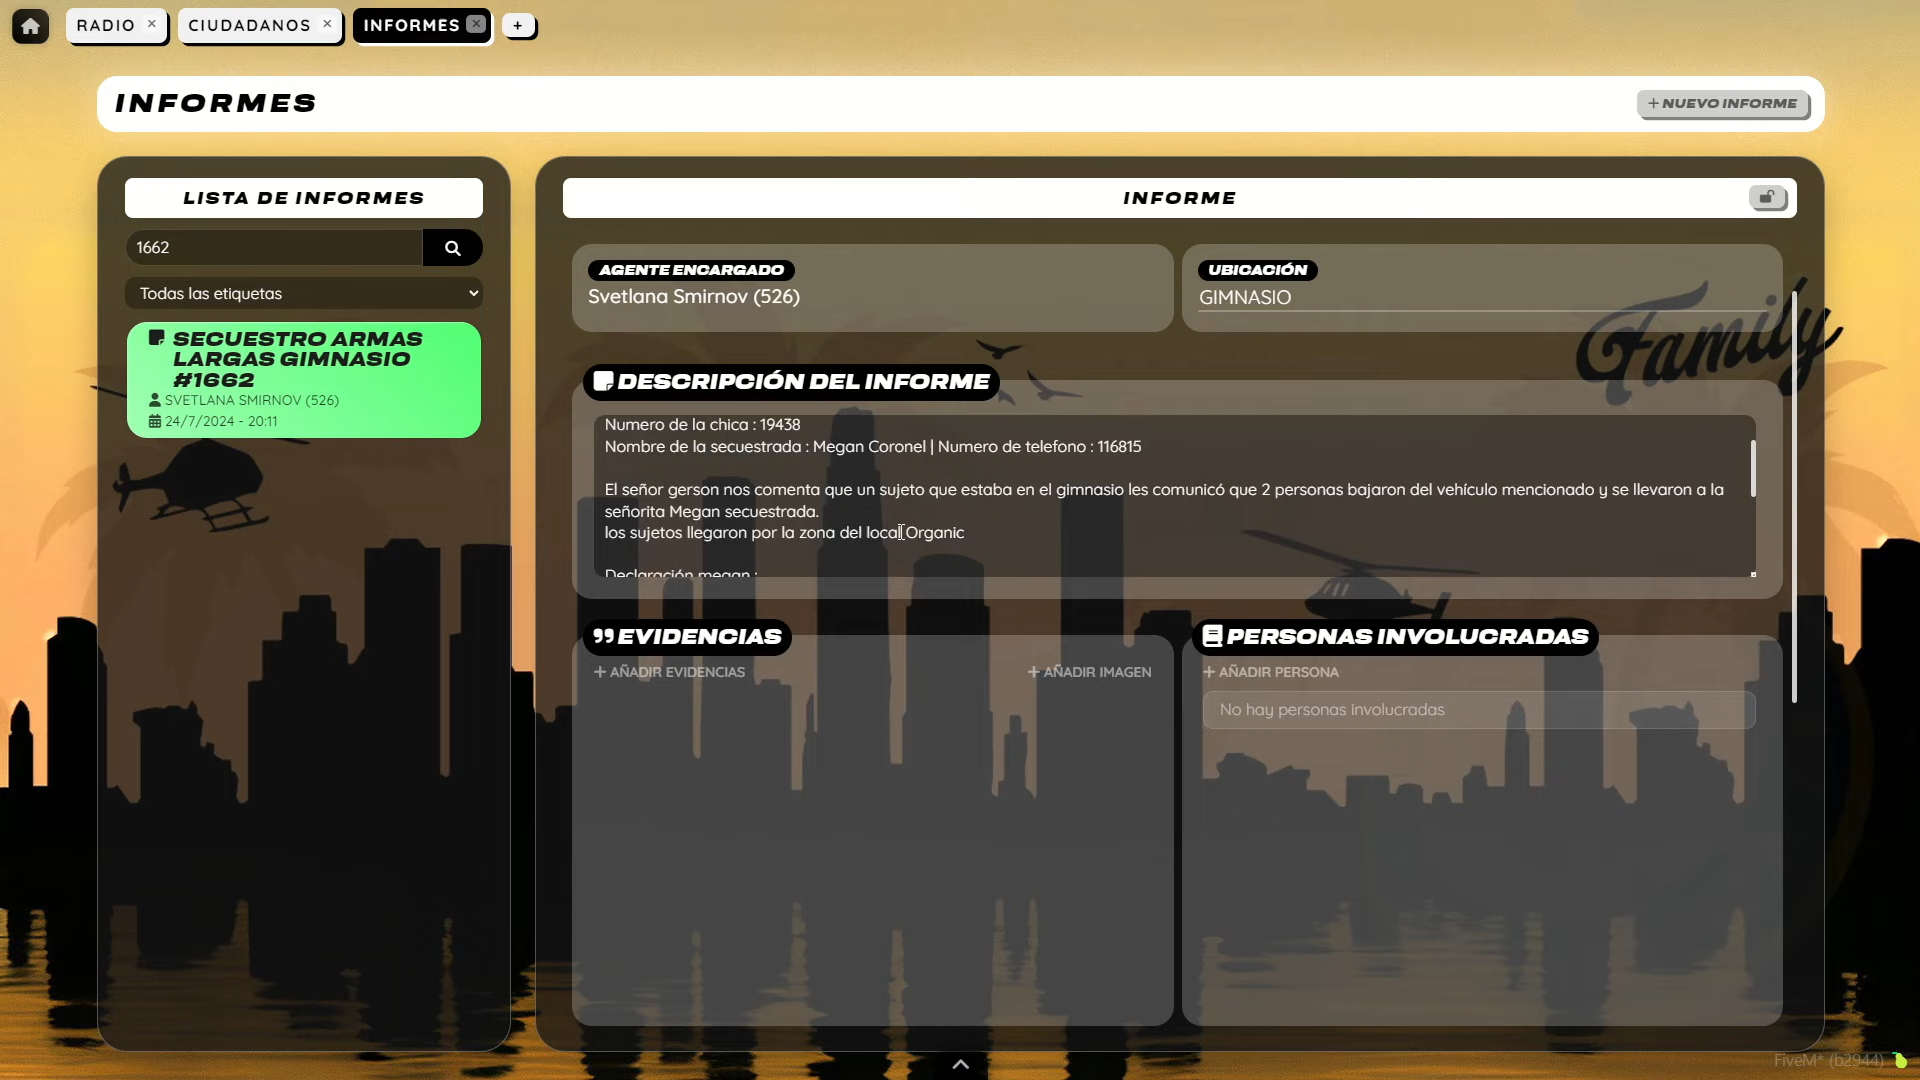 RADIO
CIUDADANOS
INFORMES
+
INFORMES
+ NUEVO INFORME
LISTA DE INFORMES
1662
Todas las etiquetas
SECUESTRO ARMAS
LARGAS GIMNASIO
#1662
SVETLANA SMIRNOV (526)
24/7/2024 - 20:11
INFORME
AGENTE ENCARGADO
Svetlana Smirnov (526)
UBICACIÓN
GIMNASIO
Family
DESCRIPCIÓN DEL INFORME
Numero de la chica : 19438
Nombre de la secuestrada : Megan Coronel | Numero de telefono : 116815
El señor gerson nos comenta que un sujeto que estaba en el gimnasio les comunicó que 2 personas bajaron del vehículo mencionado y se llevaron a la
señorita Megan secuestrada.
los sujetos llegaron por la zona del local Organic
Declaración megan :
EVIDENCIAS
+ AÑADIR EVIDENCIAS
+ AÑADIR IMAGEN
PERSONAS INVOLUCRADAS
+ AÑADIR PERSONA
No hay personas involucradas
FiveM* (b2944)